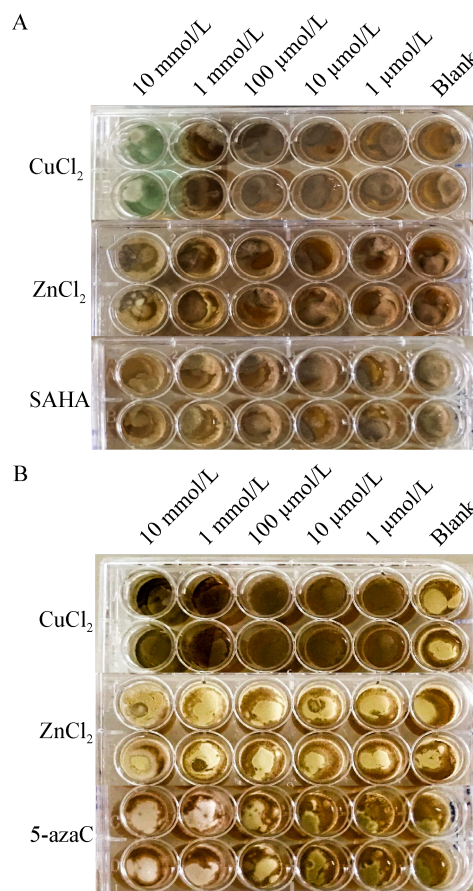 A
10 mmol/L 1 mmol/L 100 μmol/L 10 μmol/L 1 μmol/L Blank
CuCl₂
ZnCl₂
SAHA
B
10 mmol/L 1 mmol/L 100 μmol/L 10 μmol/L 1 μmol/L Blank
CuCl₂
ZnCl₂
5-azaC